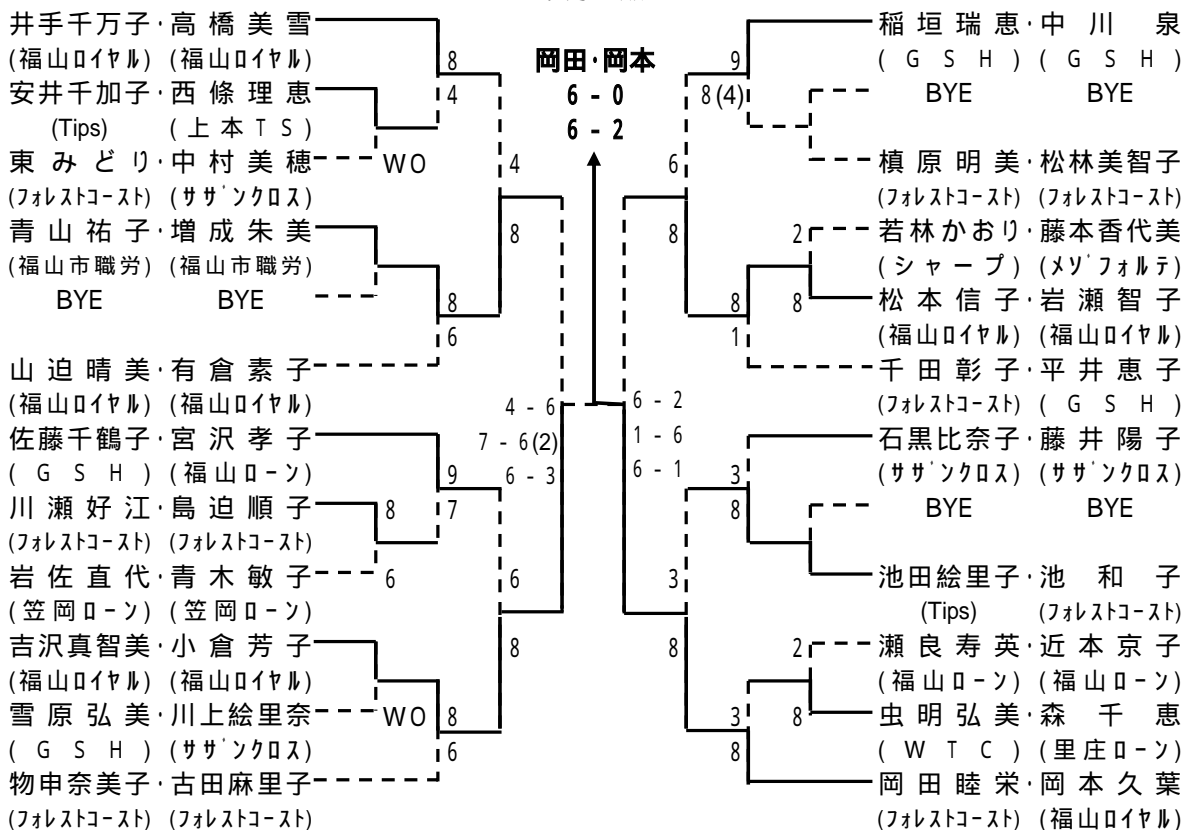 井手千万子・高橋美雪
(福山ロイヤル) (福山ロイヤル)
安井千加子・西條理恵
(Tips) (上本TS)
東みどり・中村美穂
(フォレストコースト) (サザンクロス)
青山祐子・増成朱美
(福山市職労) (福山市職労)
BYE BYE
山迫晴美・有倉素子
(福山ロイヤル) (福山ロイヤル)
佐藤千鶴子・宮沢孝子
(GSH) (福山ローン)
川瀬好江・島迫順子
(フォレストコースト) (フォレストコースト)
岩佐直代・青木敏子
(笠岡ローン) (笠岡ローン)
吉沢真智美・小倉芳子
(福山ロイヤル) (福山ロイヤル)
雪原弘美・川上絵里奈
(GSH) (サザンクロス)
物申奈美子・古田麻里子
(フォレストコースト) (フォレストコースト)
8
4
WO
8
6
9
8
7
6
WO
8
6
4
8
6
8
4 - 6
7 - 6(2)
6 - 3
岡田・岡本
6 - 0
6 - 2
6 - 2
1 - 6
6 - 1
6
8
3
8
9
8(4)
2
8
8
1
3
8
2
8
3
8
稲垣瑞恵・中川泉
(GSH) (GSH)
BYE BYE
槙原明美・松林美智子
(フォレストコースト) (フォレストコースト)
若林かおり・藤本香代美
(シャープ) (メゾフォルテ)
松本信子・岩瀬智子
(福山ロイヤル) (福山ロイヤル)
千田彰子・平井恵子
(フォレストコースト) (GSH)
石黒比奈子・藤井陽子
(サザンクロス) (サザンクロス)
BYE BYE
池田絵里子・池和子
(Tips) (フォレストコースト)
瀬良寿英・近本京子
(福山ローン) (福山ローン)
虫明弘美・森千恵
(WTC) (里庄ローン)
岡田睦栄・岡本久葉
(フォレストコースト) (福山ロイヤル)